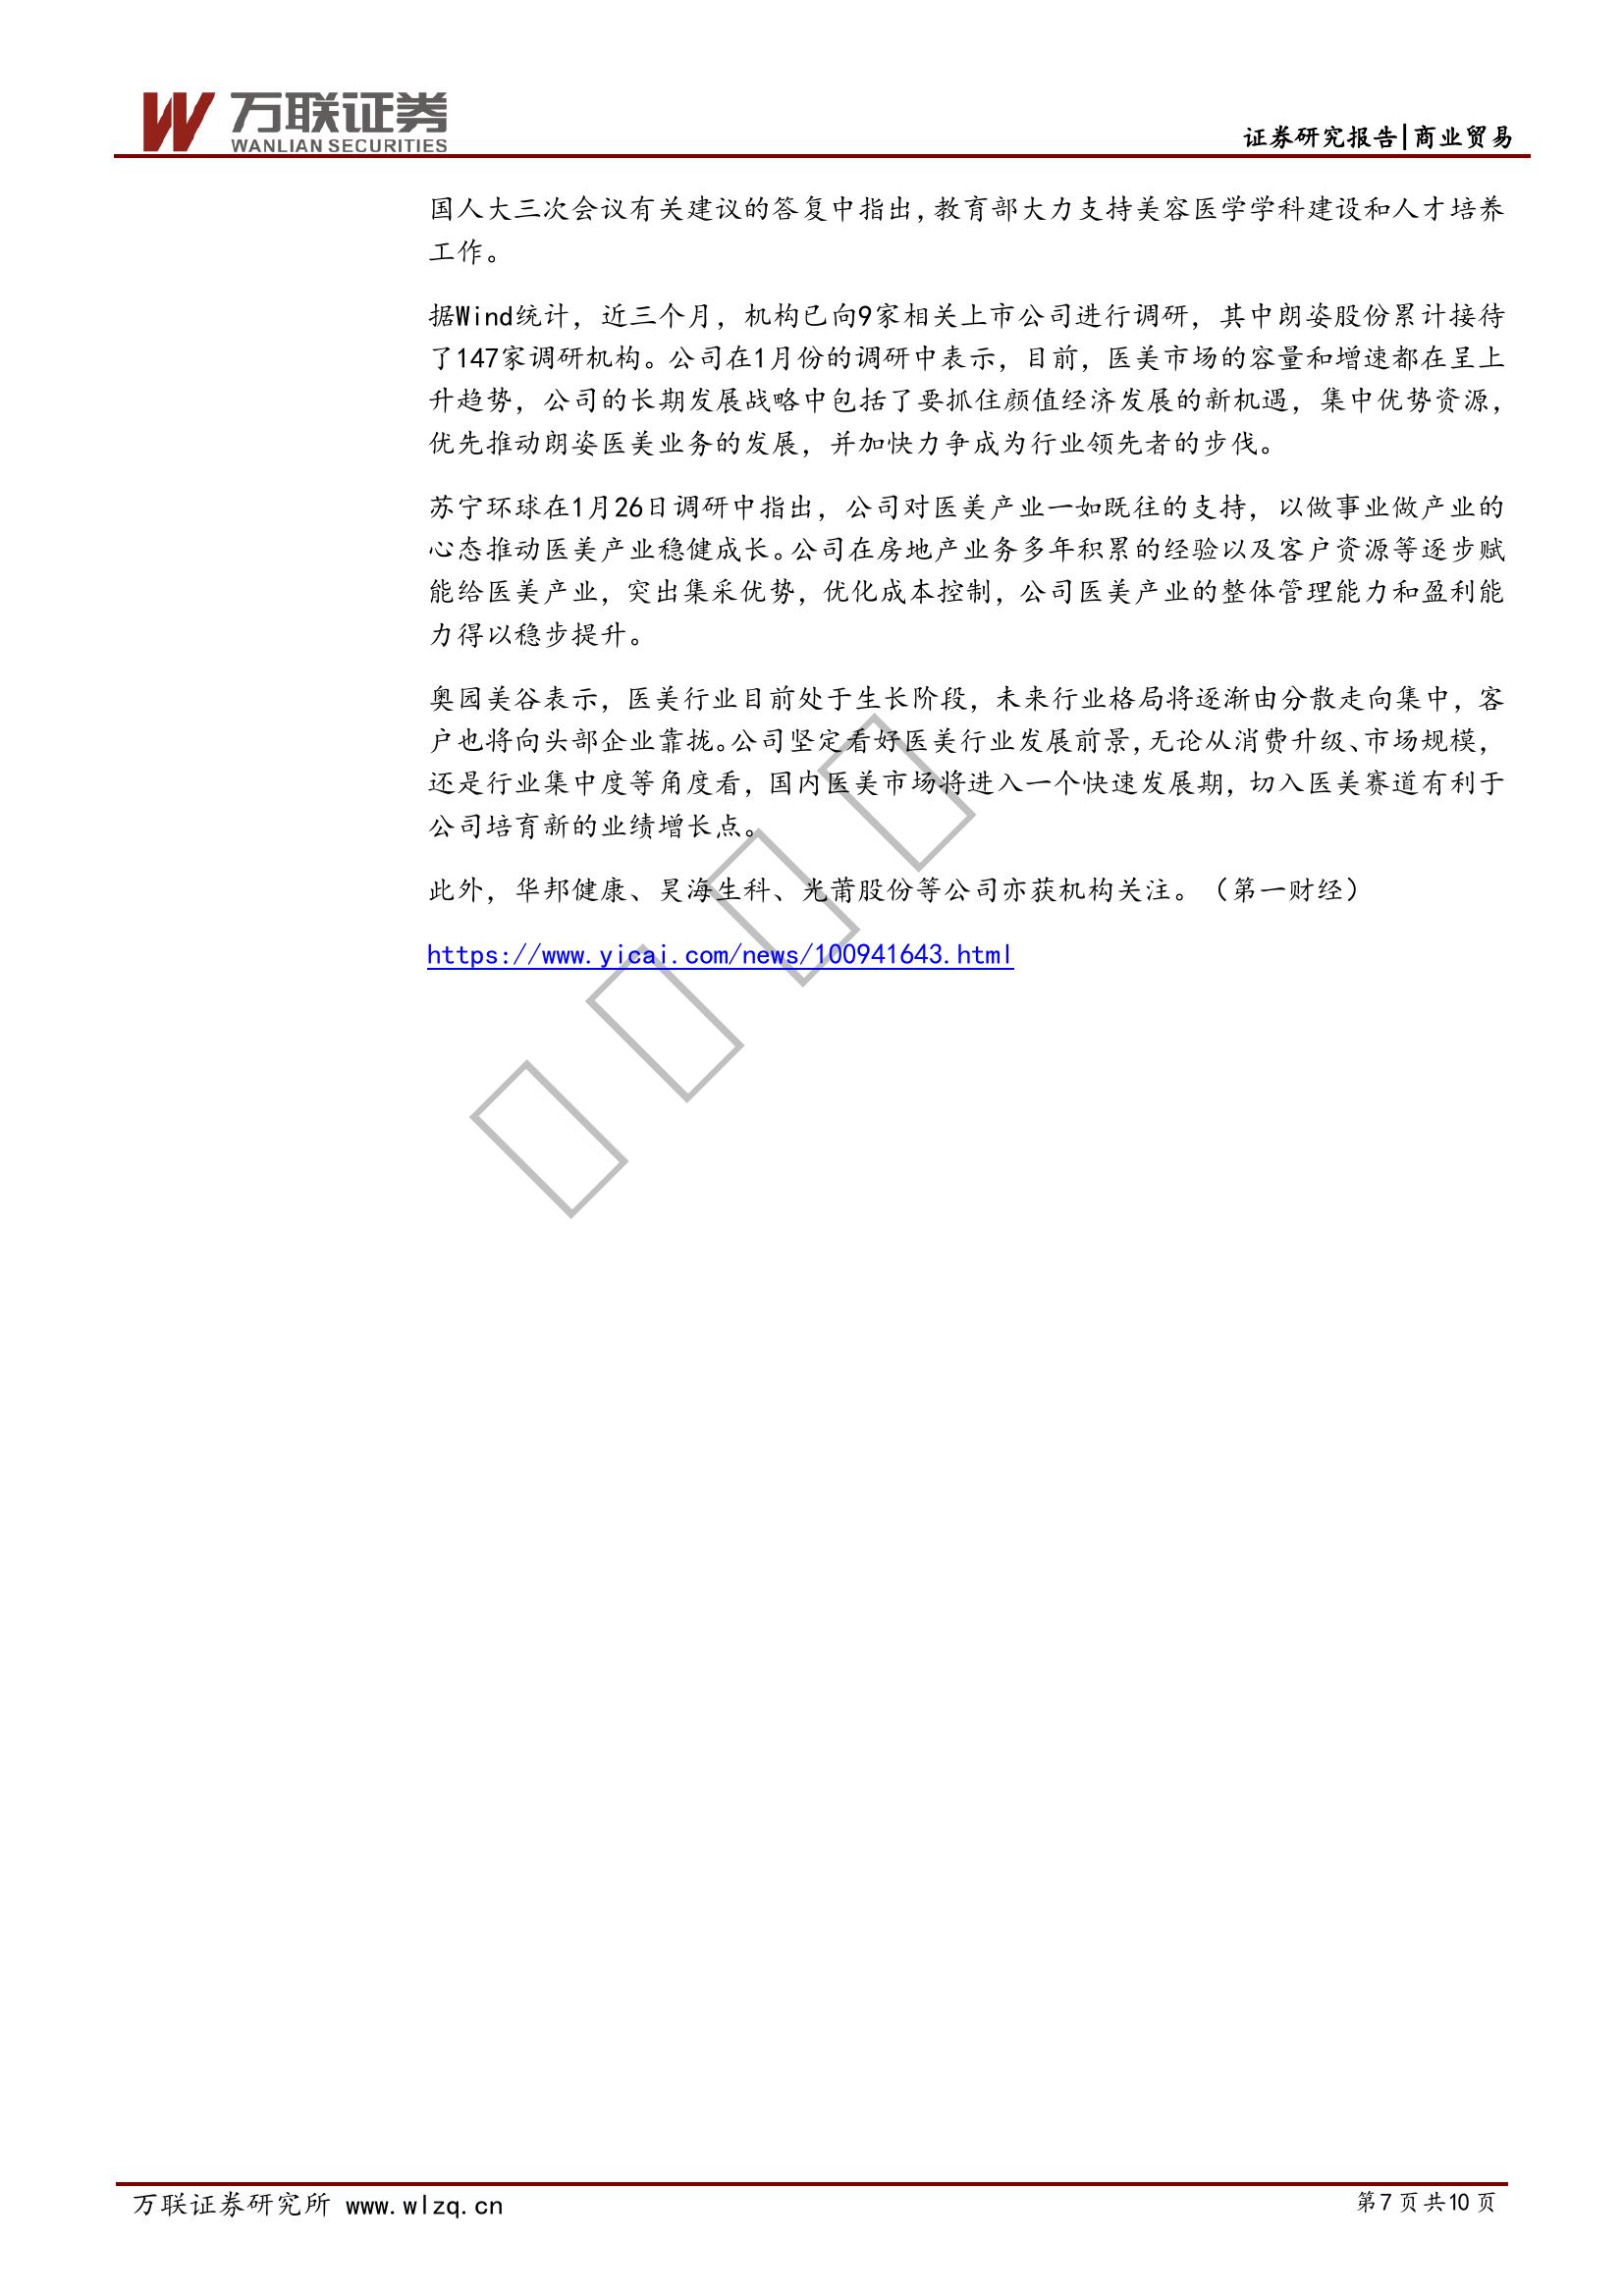 万联证券
WANLIAN SECURITIES
证券研究报告|商业贸易
国人大三次会议有关建议的答复中指出,教育部大力支持美容医学学科建设和人才培养
工作。
据Wind统计，近三个月，机构已向9家相关上市公司进行调研，其中朗姿股份累计接待
了147家调研机构。公司在1月份的调研中表示，目前，医美市场的容量和增速都在呈上
升趋势，公司的长期发展战略中包括了要抓住颜值经济发展的新机遇，集中优势资源，
优先推动朗姿医美业务的发展，并加快力争成为行业领先者的步伐。
苏宁环球在1月26日调研中指出，公司对医美产业一如既往的支持，以做事业做产业的
心态推动医美产业稳健成长。公司在房地产业务多年积累的经验以及客户资源等逐步赋
能给医美产业，突出集采优势，优化成本控制，公司医美产业的整体管理能力和盈利能
力得以稳步提升。
奥园美谷表示，医美行业目前处于生长阶段，未来行业格局将逐渐由分散走向集中，客
户也将向头部企业靠拢。公司坚定看好医美行业发展前景,无论从消费升级、市场规模，
还是行业集中度等角度看，国内医美市场将进入一个快速发展期，切入医美赛道有利于
公司培育新的业绩增长点。
此外，华邦健康、昊海生科、光莆股份等公司亦获机构关注。（第一财经）
https://www.yicai.com/news/100941643.html
万联证券研究所 www.wlzq.cn
第7页共10页